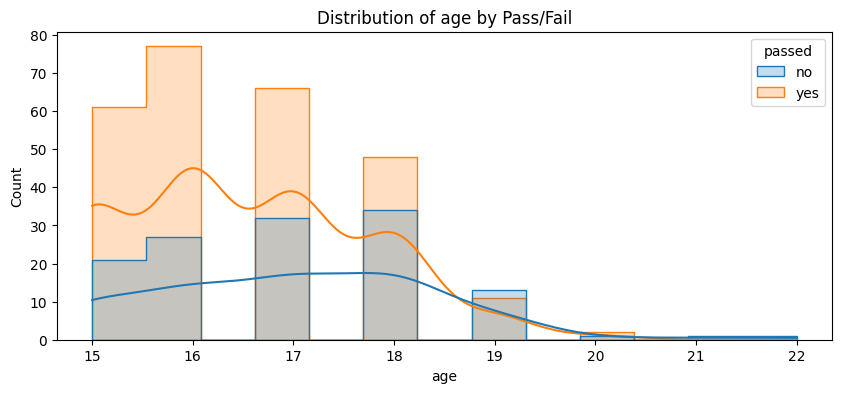 Distribution of age by Pass/Fail
80
70
60
50
40
30
20
10
0
Count
passed
no
yes
15 16 17 18 19 20 21 22
age